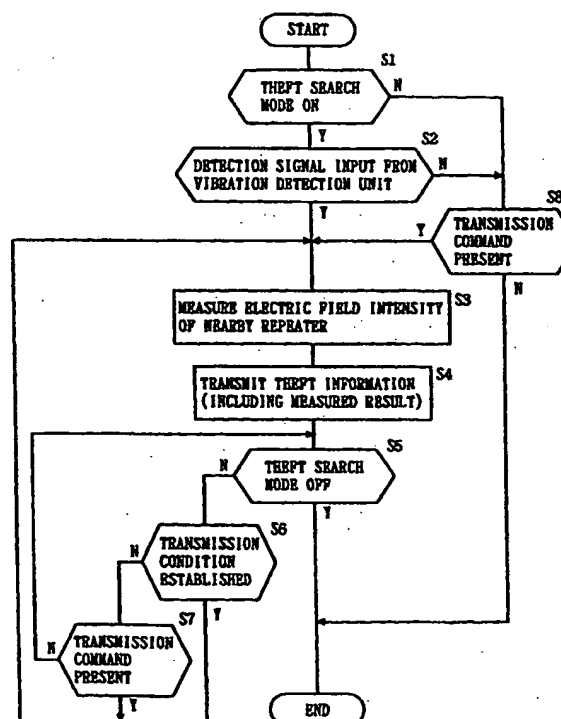 START
S1
THEFT SEARCH
MODE ON
N
Y
S2
DETECTION SIGNAL INPUT FROM
VIBRATION DETECTION UNIT
N
Y
S8
TRANSMISSION
COMMAND
PRESENT
Y
N
S3
MEASURE ELECTRIC FIELD INTENSITY
OF NEARBY REPEATER
S4
TRANSMIT THEFT INFORMATION
(INCLUDING MEASURED RESULT)
S5
THEFT SEARCH
MODE OFF
N
Y
S6
TRANSMISSION
CONDITION
ESTABLISHED
N
Y
S7
TRANSMISSION
COMMAND
PRESENT
N
Y
END